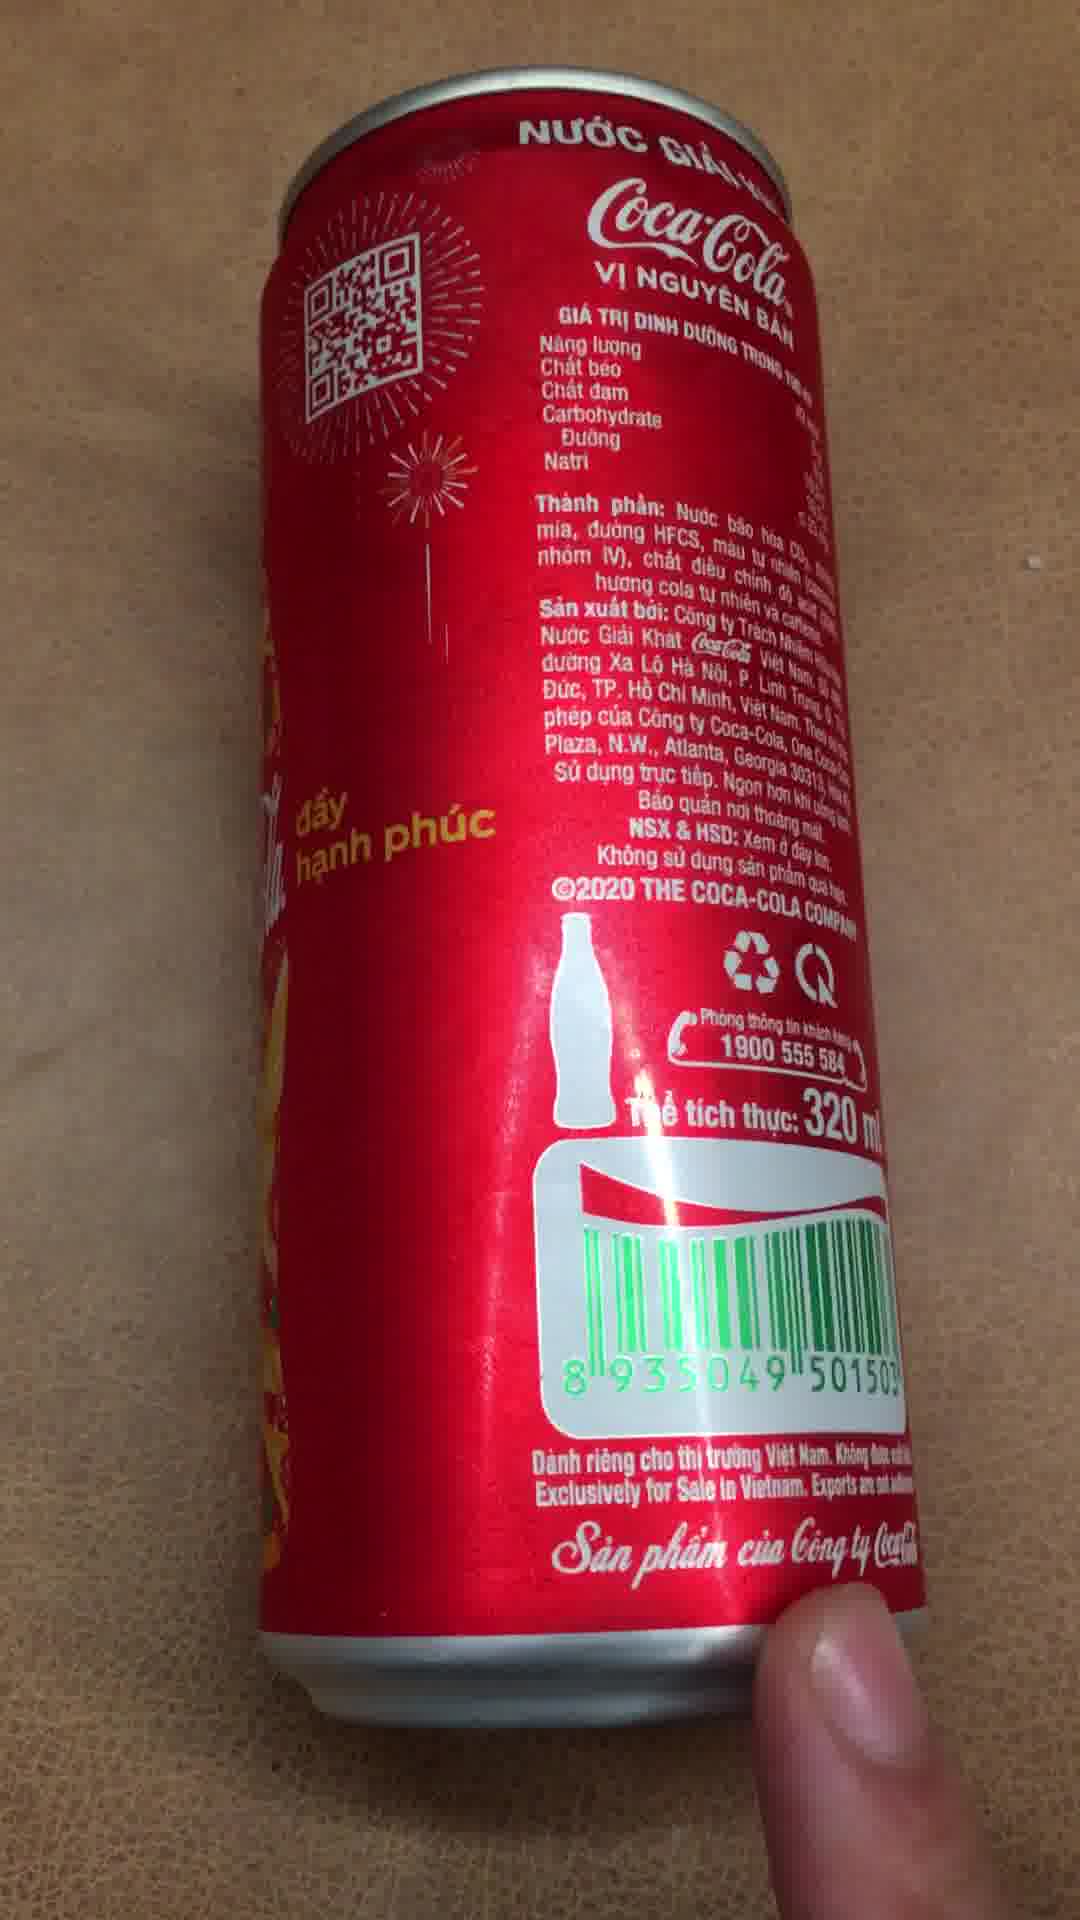 NƯỚC GIẢI
Coca-Cola
VỊ NGUYÊN BẢN
GIÁ TRỊ DINH DƯỠNG TRONG
Năng lượng
Chất béo
Chất đạm
Carbohydrate
Đường
Natri
Thành phần: Nước bão hòa CO2,
mía, đường HFCS, màu tự nhiên
nhóm IV), chất điều chỉnh độ
hương cola tự nhiên và caffeine.
Sản xuất bởi: Công ty Trách Nhiệm
Nước Giải Khát Coca-Cola Việt Nam.
đường Xa Lộ Hà Nội, P. Linh Trung,
Đức, TP. Hồ Chí Minh, Việt Nam. Theo
phép của Công ty Coca-Cola, One Coca-Cola
Plaza, N.W., Atlanta, Georgia 30313,
Sử dụng trực tiếp. Ngon hơn khi uống
Bảo quản nơi thoáng mát.
NSX & HSD: Xem ở đáy lon.
Không sử dụng sản phẩm quá hạn.
©2020 THE COCA-COLA COMPANY
đầy
hạnh phúc
Phòng thông tin khách hàng
1900 555 584
Thể tích thực: 320 ml
8 935049 501503
Dành riêng cho thị trường Việt Nam. Không được
Exclusively for Sale in Vietnam. Exports are not
Sản phẩm của Công ty Coca-Cola